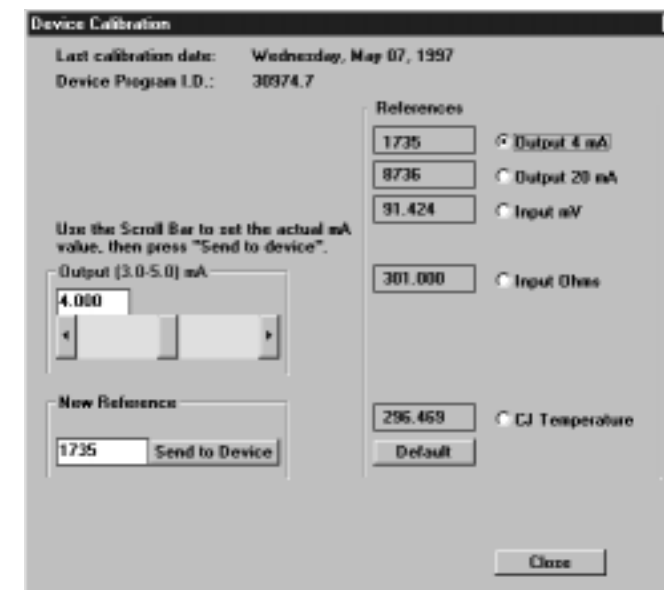 Device Calibration
Last calibration date: Wednesday, May 07, 1997
Device Program I.D.: 30974.7
References
1735 Output 4 mA
8736 Output 20 mA
91.424 Input mV
Use the Scroll Bar to set the actual mA
value, then press "Send to device".
Output (3.0-5.0) mA
4.000
301.000 Input Ohms
New Reference
1735 Send to Device
296.469 CJ Temperature
Default
Close